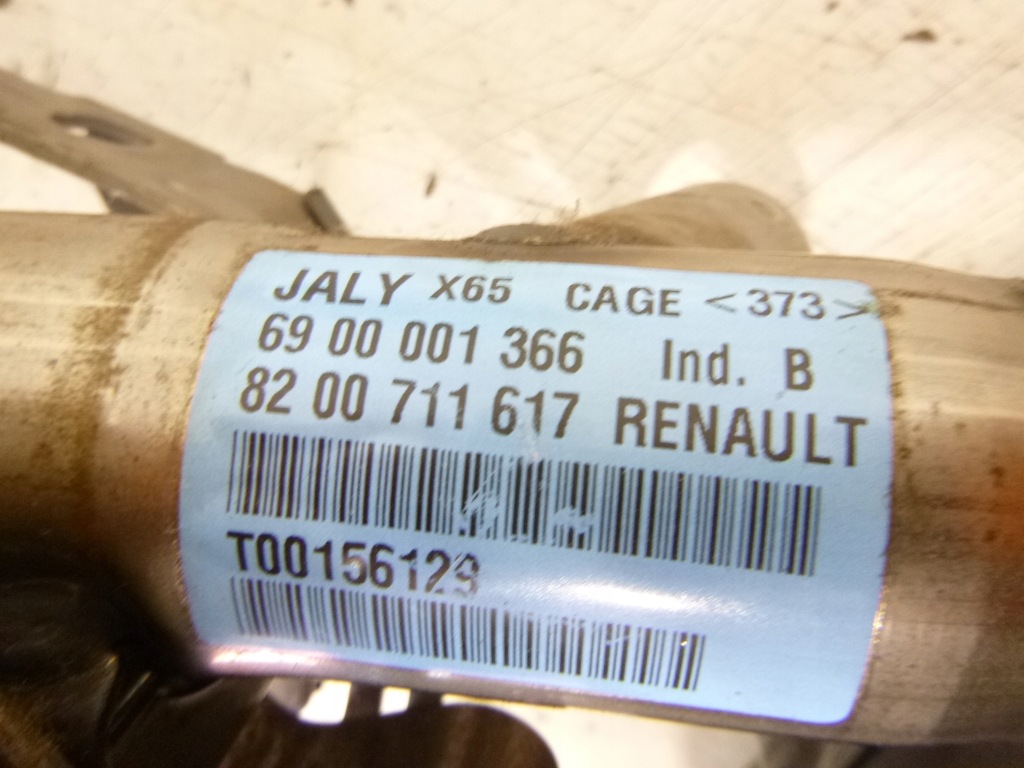 JALY X65 CAGE <373>
69 00 001 366 Ind. B
82 00 711 617 RENAULT
T00156129